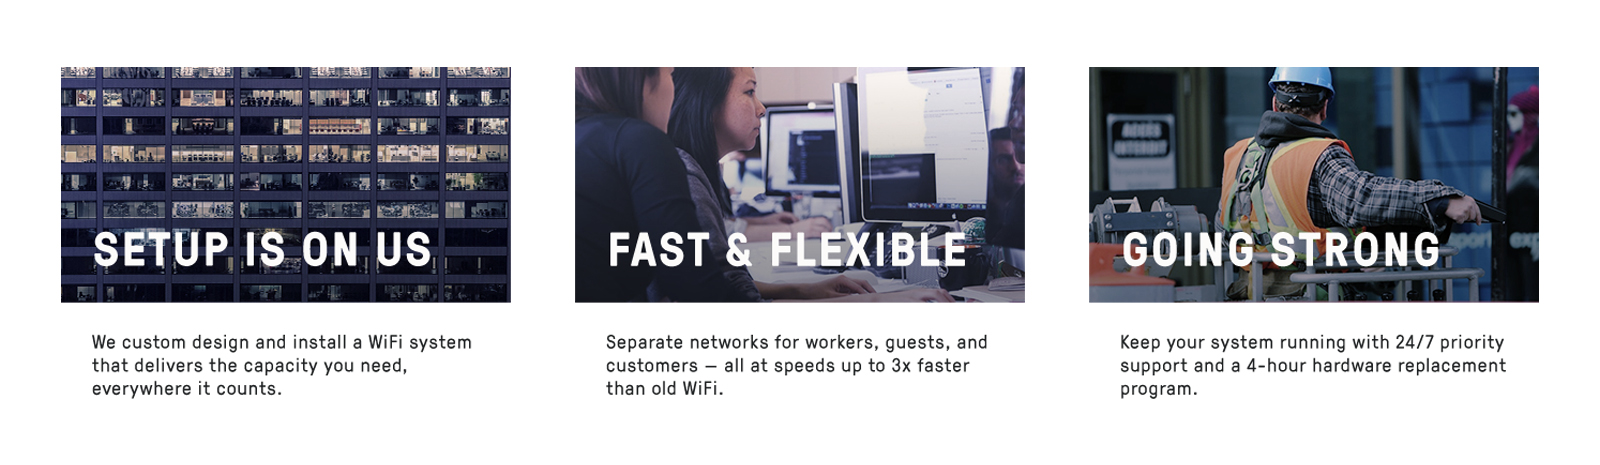 SETUP IS ON US
We custom design and install a WiFi system
that delivers the capacity you need,
everywhere it counts.
FAST & FLEXIBLE
Separate networks for workers, guests, and
customers – all at speeds up to 3x faster
than old WiFi.
GOING STRONG
Keep your system running with 24/7 priority
support and a 4-hour hardware replacement
program.